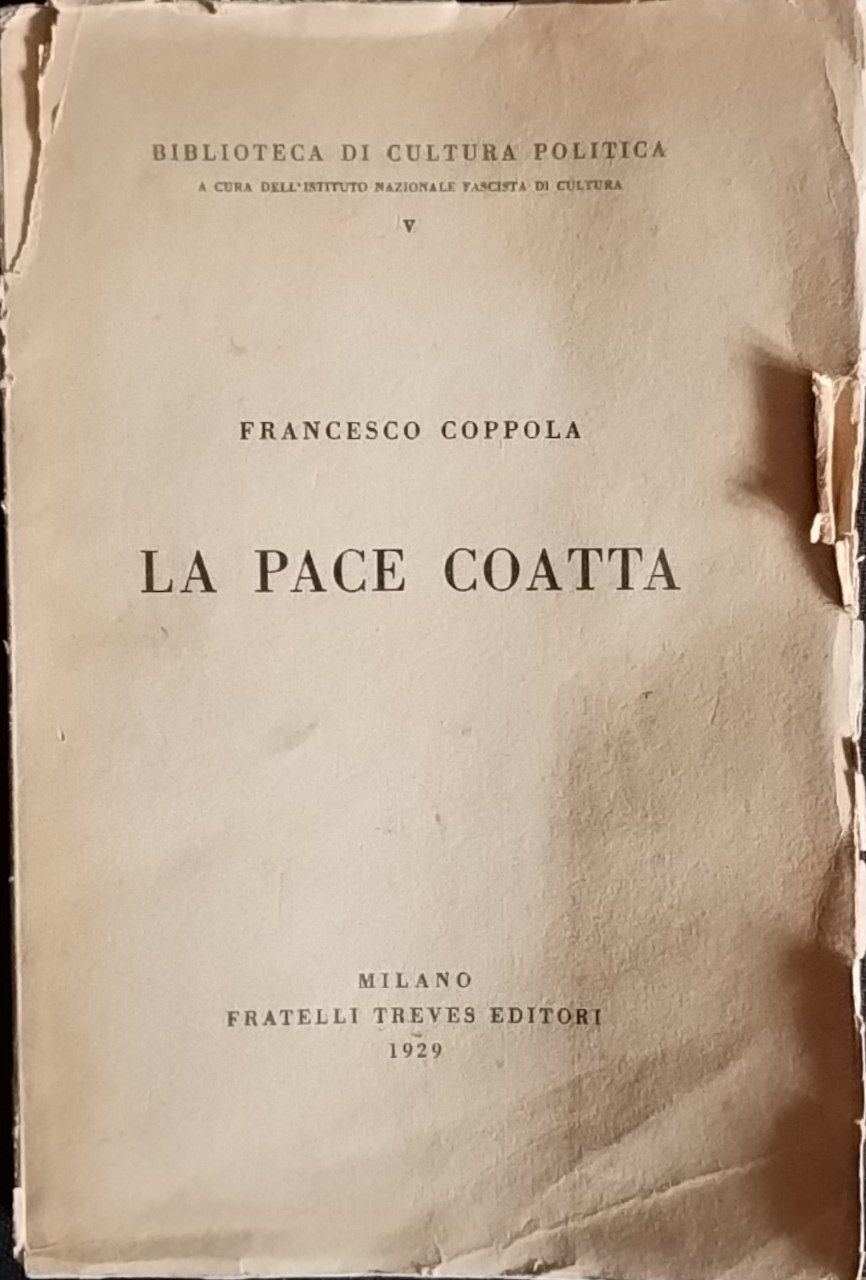 BIBLIOTECA DI CULTURA POLITICA
A CURA DELL'ISTITUTO NAZIONALE FASCISTA DI CULTURA
V
FRANCESCO COPPOLA
LA PACE COATTA
MILANO
FRATELLI TREVES EDITORI
1929